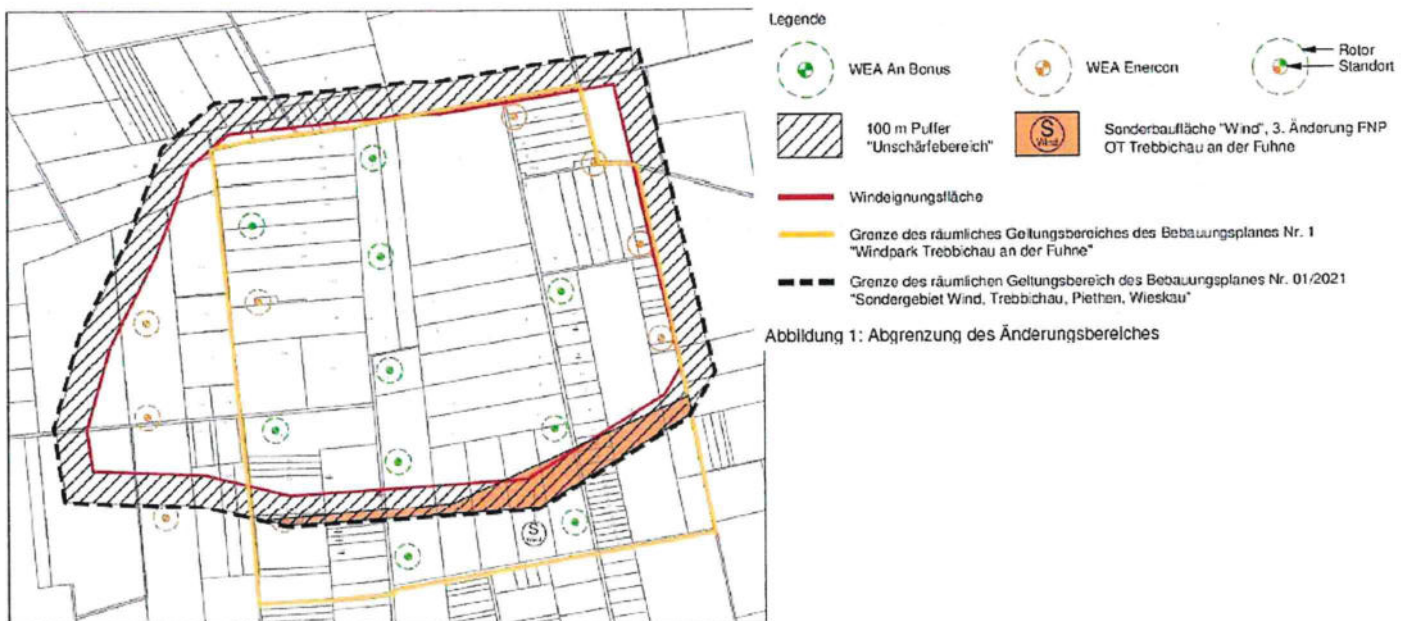 Legende
WEA An Bonus
WEA Enercon
Rotor
Standort
100 m Puffer
"Unschärfebereich"
S
Wind
Sonderbaufläche "Wind", 3. Änderung FNP
OT Trebbichau an der Fuhne
Windeignungsfläche
Grenze des räumliches Geltungsbereiches des Bebauungsplanes Nr. 1
"Windpark Trebbichau an der Fuhne"
Grenze des räumlichen Geltungsbereich des Bebauungsplanes Nr. 01/2021
"Sondergebiet Wind, Trebbichau, Piethen, Wieskau"
Abbildung 1: Abgrenzung des Änderungsbereiches
S
Wind